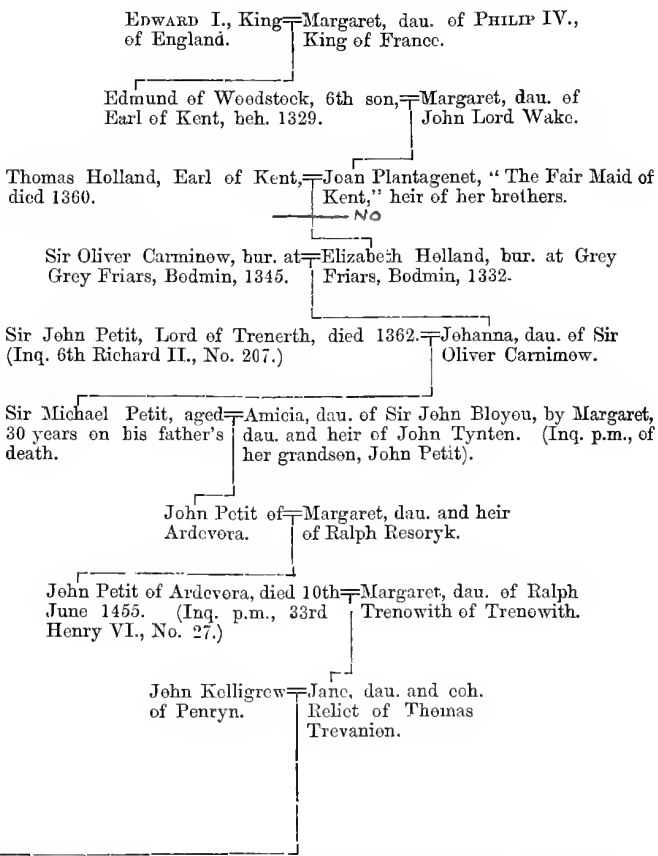 EDWARD I., King Margaret, dau. of PHILIP IV.,
of England. King of France.
Edmund of Woodstock, 6th son, Margaret, dau. of
Earl of Kent, beh. 1329. John Lord Wake.
Thomas Holland, Earl of Kent, Joan Plantagenet, "The Fair Maid of
died 1360. Kent," heir of her brothers.
NO
Sir Oliver Carminow, bur. at Elizabeth Holland, bur. at Grey
Grey Friars, Bodmin, 1345. Friars, Bodmin, 1332.
Sir John Petit, Lord of Trenerth, died 1362. Johanna, dau. of Sir
(Inq. 6th Richard II., No. 207.) Oliver Carnimow.
Sir Michael Petit, aged Amicia, dau. of Sir John Bloyou, by Margaret,
30 years on his father's dau. and heir of John Tynten. (Inq. p.m., of
death. her grandson, John Petit).
John Petit of Margaret, dau. and heir
Ardevora. of Ralph Resoryk.
John Petit of Ardevora, died 10th Margaret, dau. of Ralph
June 1455. (Inq. p.m., 33rd Trenowith of Trenowith.
Henry VI., No. 27.)
John Kelligrew Jane, dau. and coh.
of Penryn. Relict of Thomas
Trevanion.